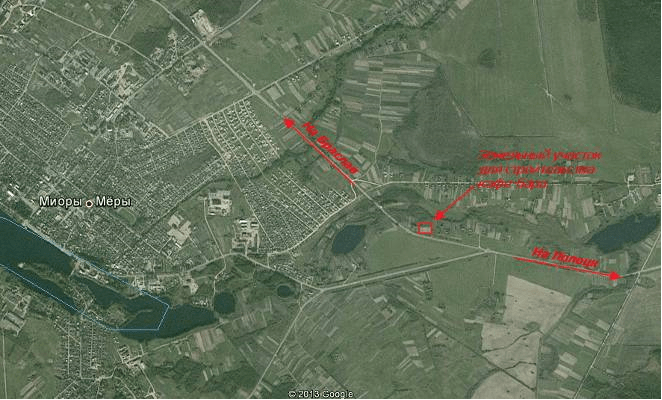 На Браслав
Земельный участок
для строительства
кафе-бара
Миоры Мёры
На Полоцк
© 2013 Google